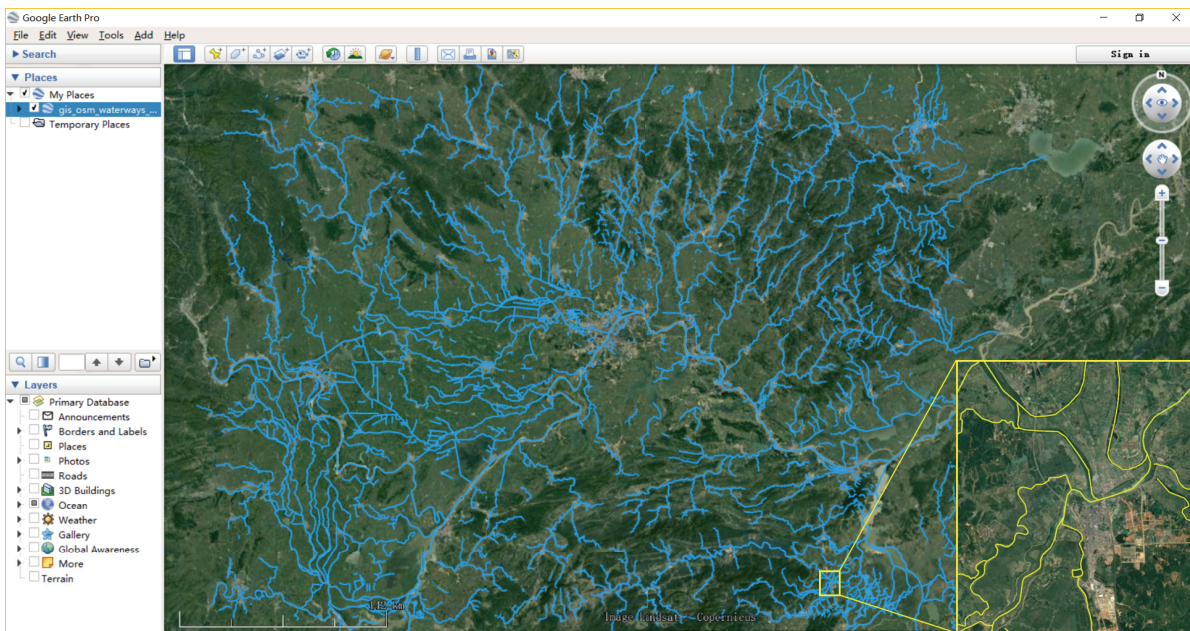 Google Earth Pro
File Edit View Tools Add Help
Search
Sign in
Places
My Places
gis_osm_waterways_...
Temporary Places
N
Layers
Primary Database
Announcements
Borders and Labels
Places
Photos
Roads
3D Buildings
Ocean
Weather
Gallery
Global Awareness
More
Terrain
Image Landsat / Copernicus